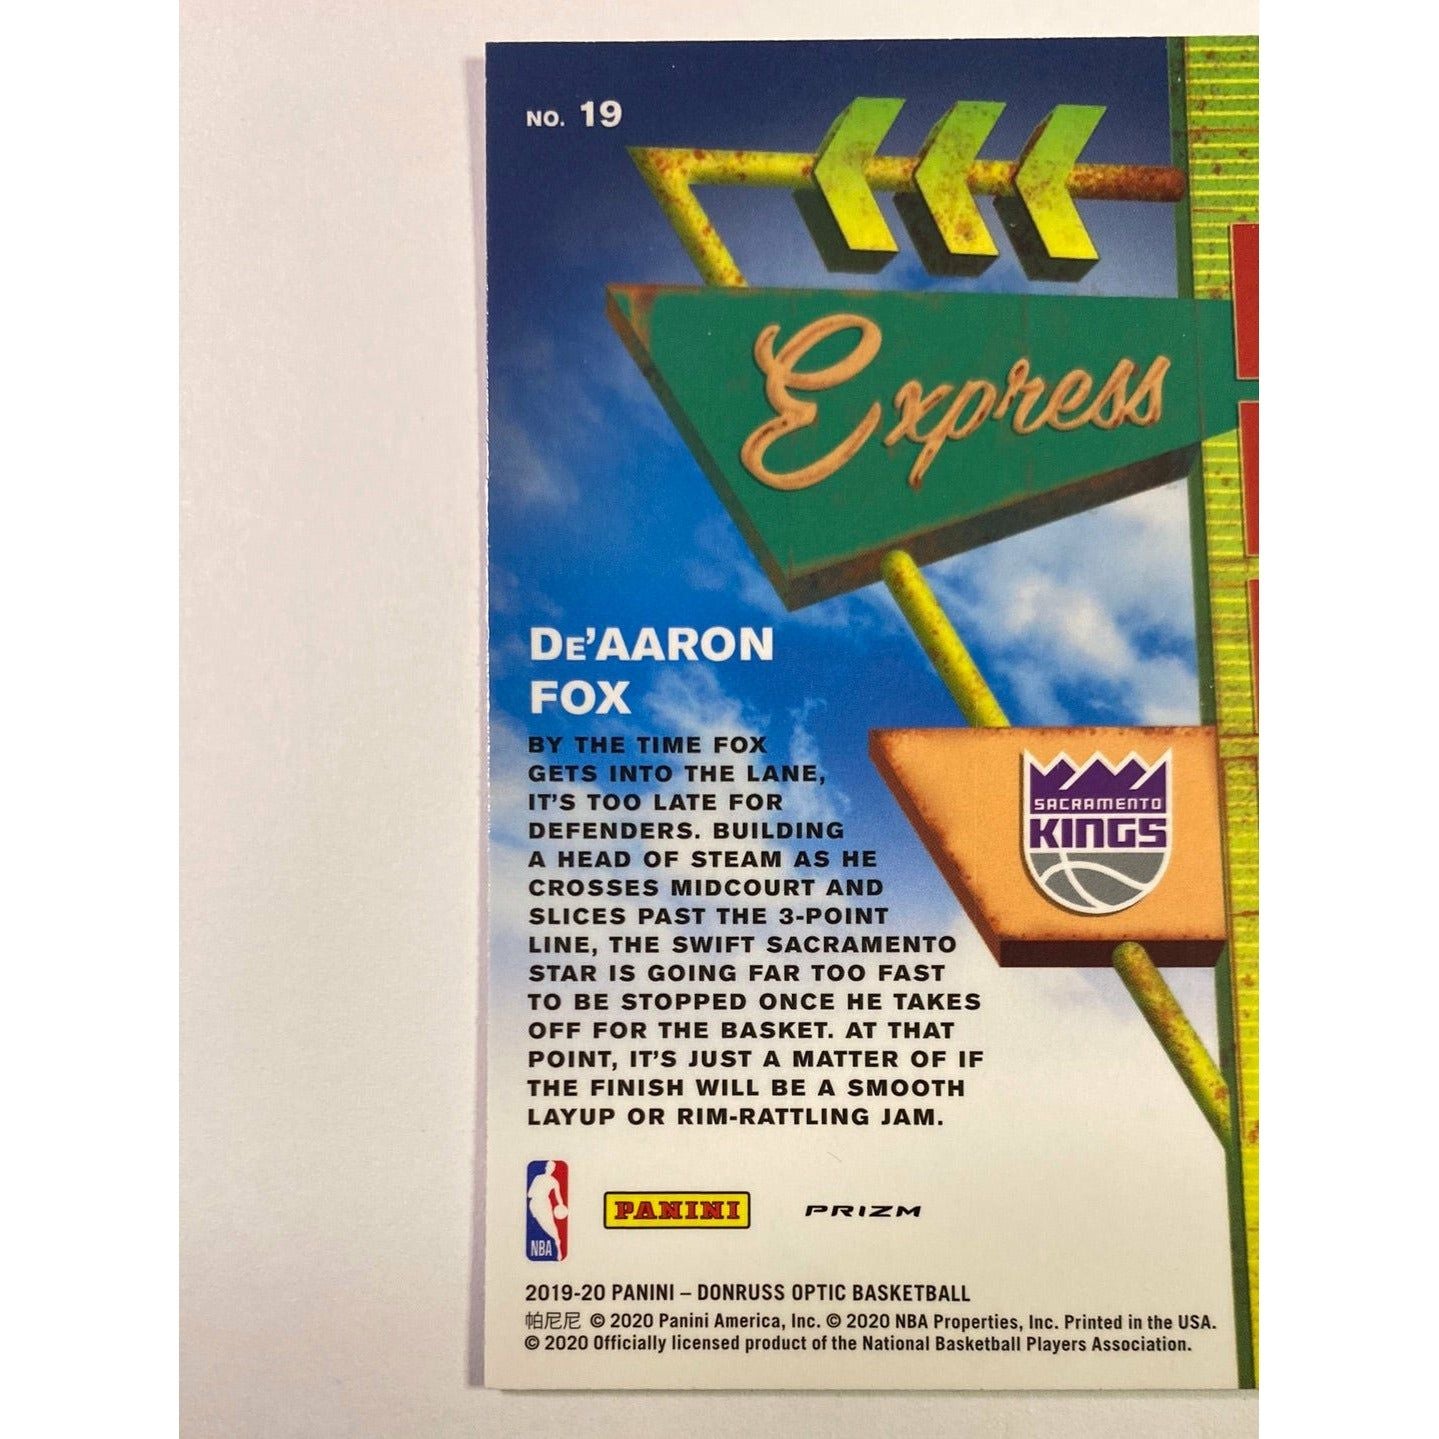 NO. 19
Express
DE'AARON
FOX
BY THE TIME FOX
GETS INTO THE LANE,
IT'S TOO LATE FOR
DEFENDERS. BUILDING
A HEAD OF STEAM AS HE
CROSSES MIDCOURT AND
SLICES PAST THE 3-POINT
LINE, THE SWIFT SACRAMENTO
STAR IS GOING FAR TOO FAST
TO BE STOPPED ONCE HE TAKES
OFF FOR THE BASKET. AT THAT
POINT, IT'S JUST A MATTER OF IF
THE FINISH WILL BE A SMOOTH
LAYUP OR RIM-RATTLING JAM.
SACRAMENTO
KINGS
NBA
PANINI
PRIZM
2019-20 PANINI – DONRUSS OPTIC BASKETBALL
帕尼尼 © 2020 Panini America, Inc. © 2020 NBA Properties, Inc. Printed in the USA.
© 2020 Officially licensed product of the National Basketball Players Association.